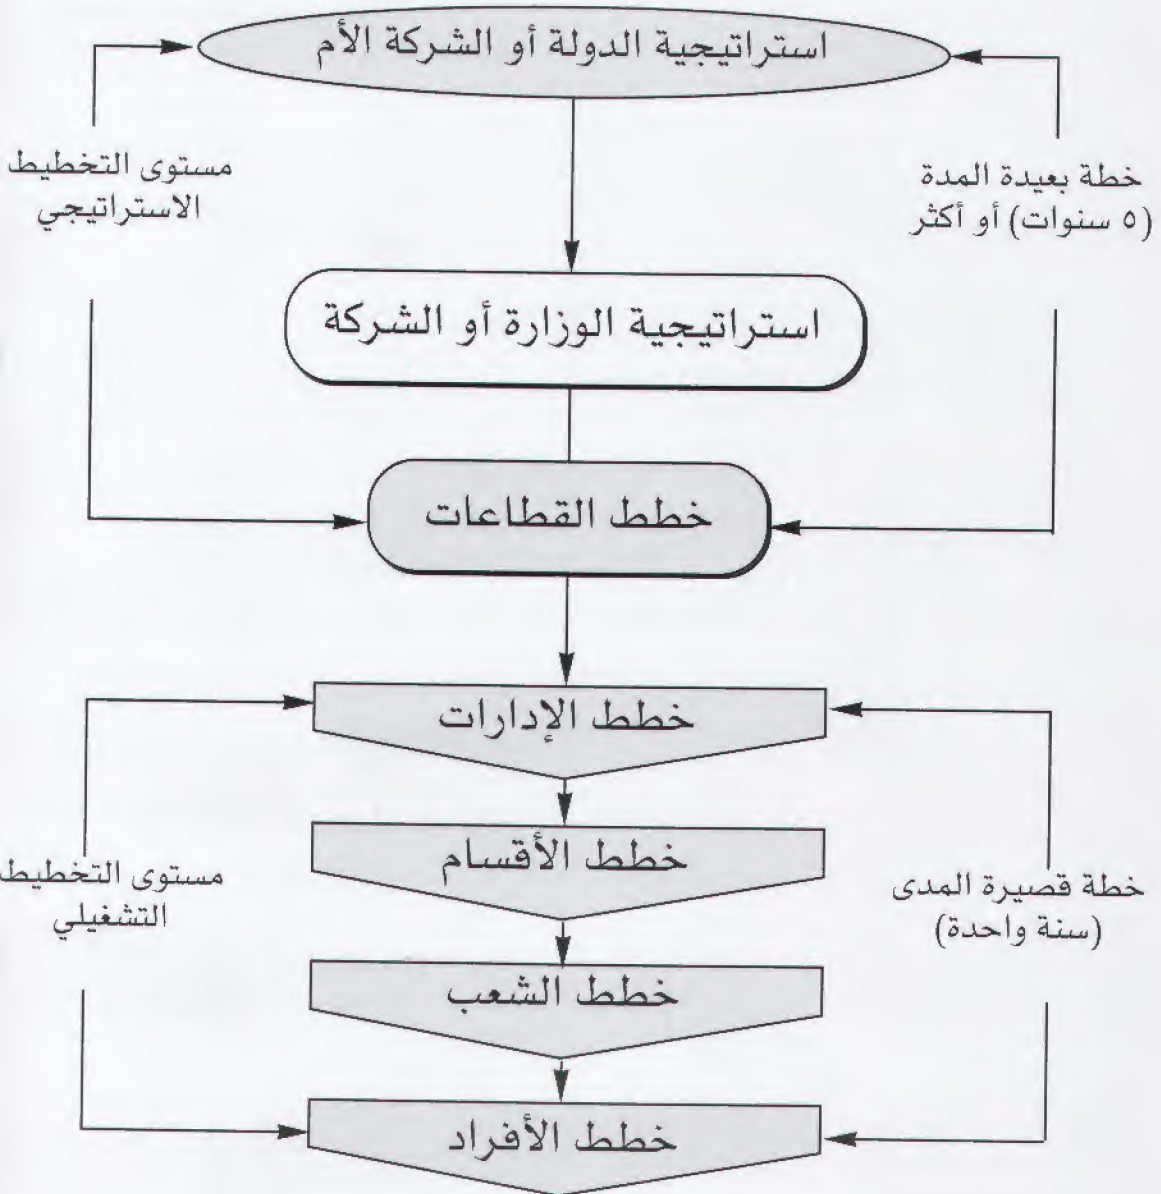 استراتيجية الدولة أو الشركة الأم
خطة بعيدة المدة
(٥ سنوات) أو أكثر
مستوى التخطيط
الاستراتيجي
استراتيجية الوزارة أو الشركة
خطط القطاعات
خطط الإدارات
خطط الأقسام
خطة قصيرة المدى
(سنة واحدة)
مستوى التخطيط
التشغيلي
خطط الشعب
خطط الأفراد